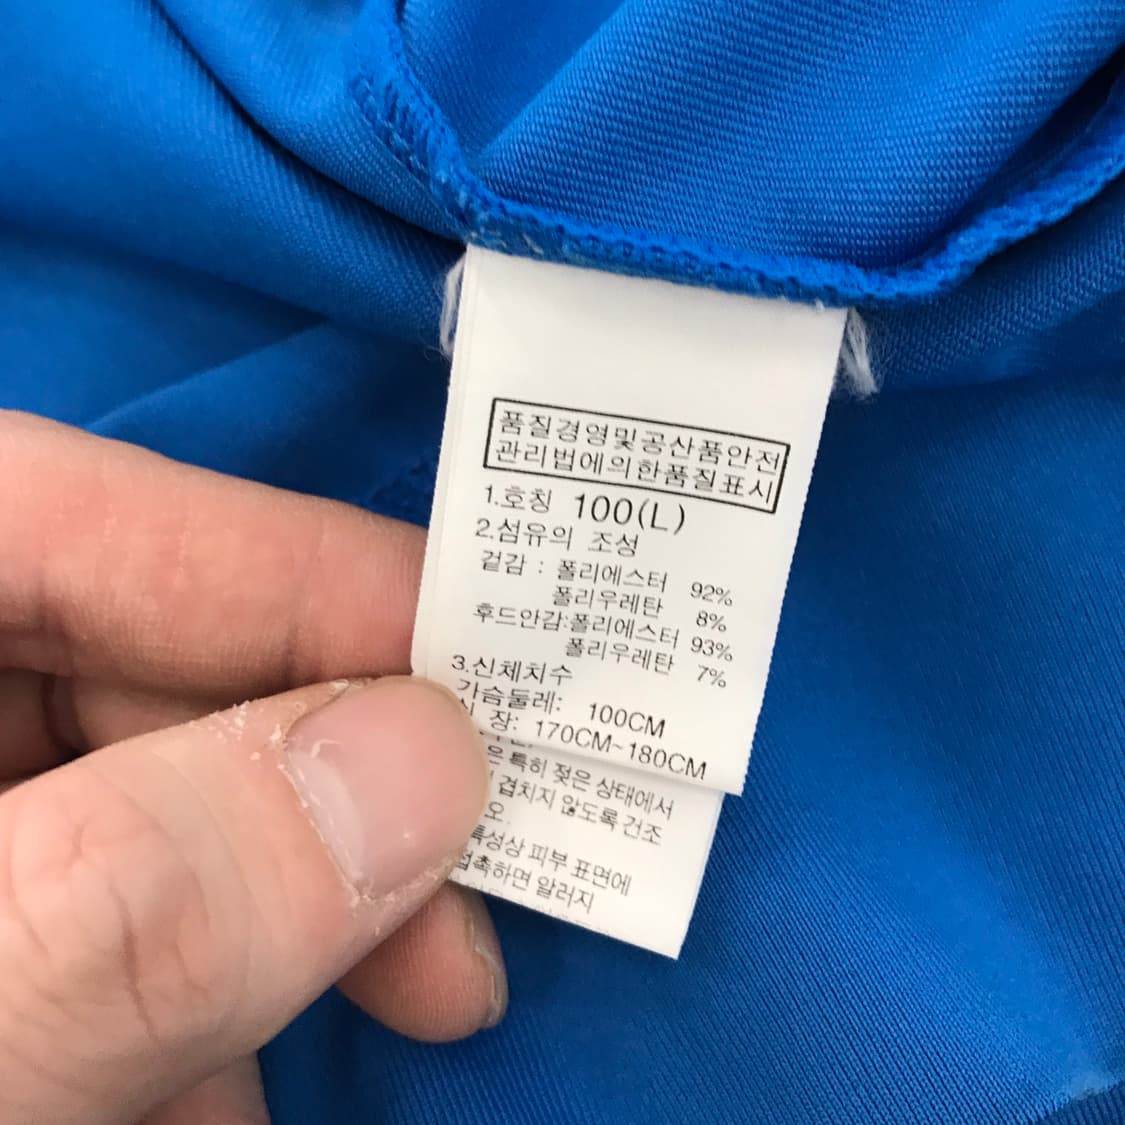 품질경영및공산품안전
관리법에의한품질표시
1.호칭 100(L)
2.섬유의 조성
겉감 : 폴리에스터 92%
폴리우레탄 8%
후드안감:폴리에스터 93%
폴리우레탄 7%
3.신체치수
가슴둘레: 100CM
장: 170CM~180CM
은 특히 젖은 상태에서
겹치지 않도록 건조
오.
특성상 피부 표면에
접촉하면 알러지